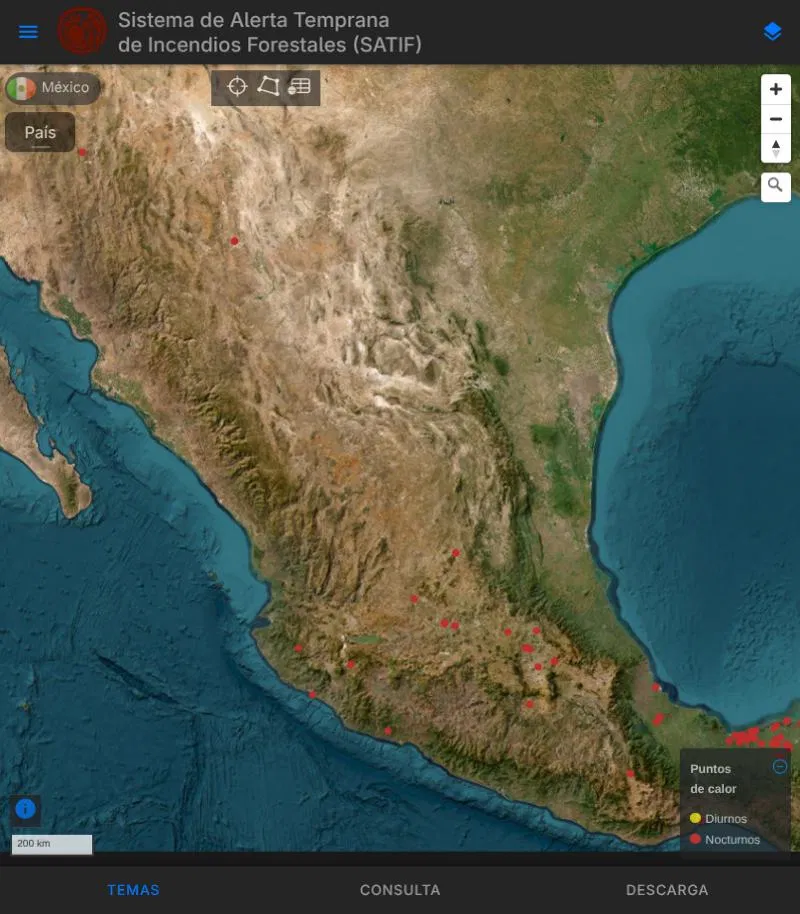 Sistema de Alerta Temprana
de Incendios Forestales (SATIF)
México
País
Puntos
de calor
Diurnos
Nocturnos
200 km
TEMAS
CONSULTA
DESCARGA